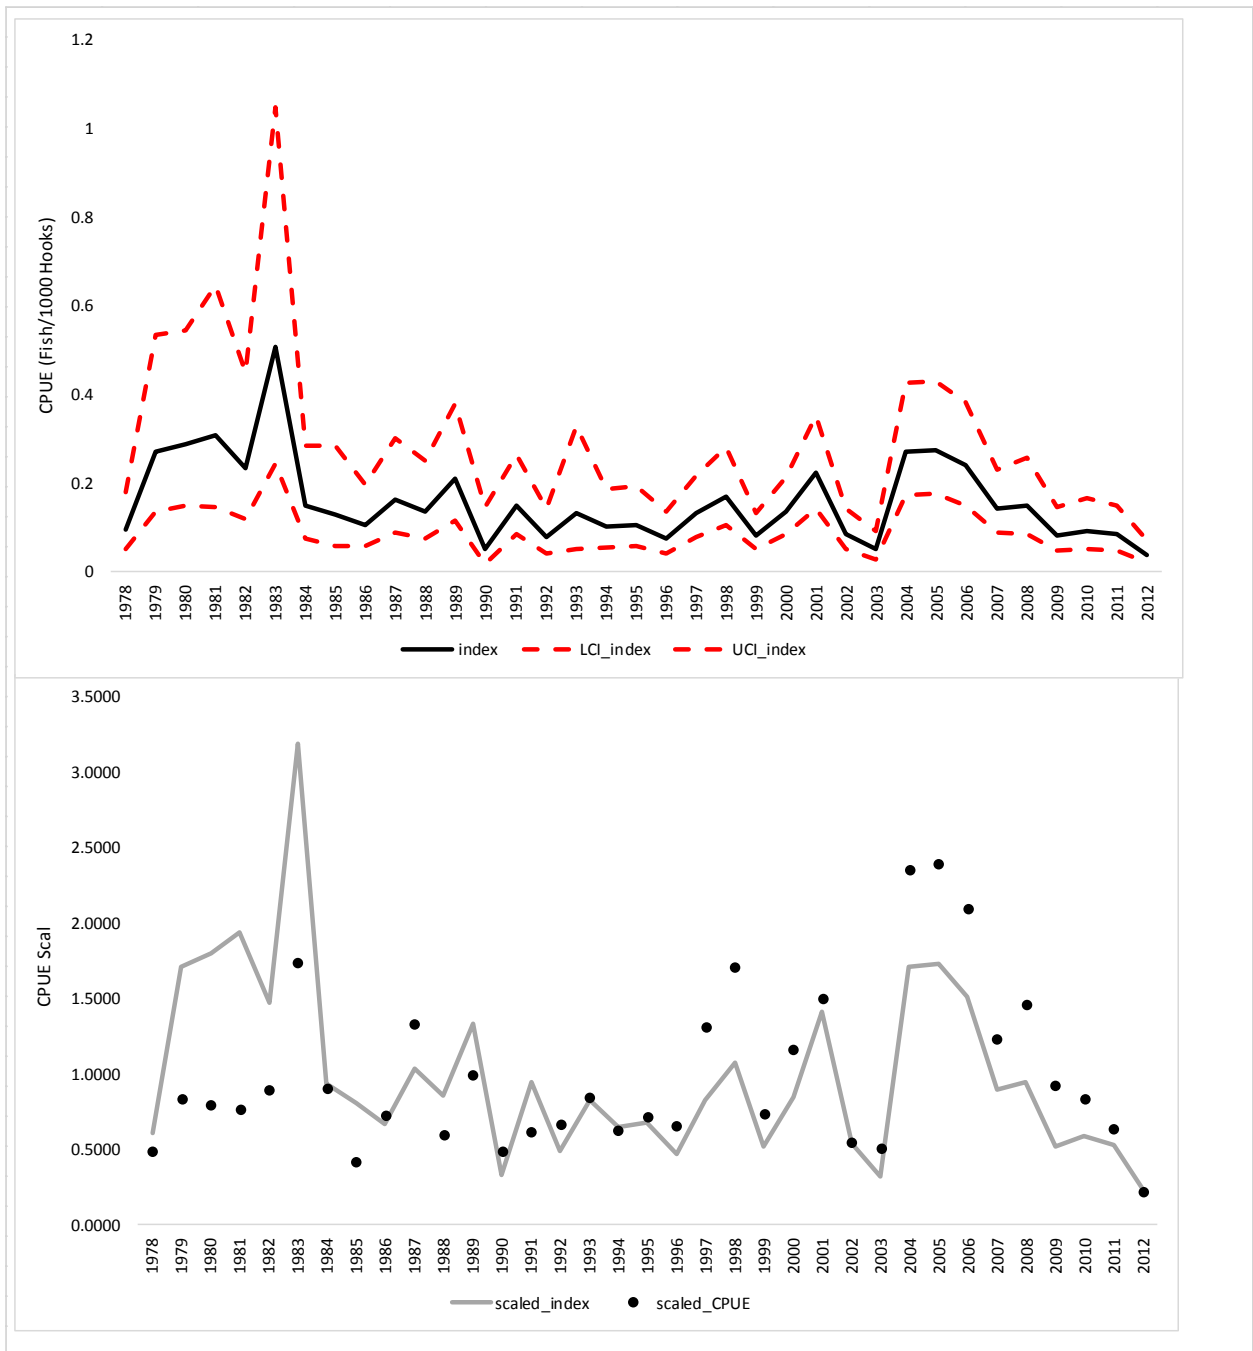 1.2
1
0.8
0.6
0.4
0.2
0
CPUE (Fish/1000 Hooks)
1978 1979 1980 1981 1982 1983 1984 1985 1986 1987 1988 1989 1990 1991 1992 1993 1994 1995 1996 1997 1998 1999 2000 2001 2002 2003 2004 2005 2006 2007 2008 2009 2010 2011 2012
index LCI_index UCI_index
3.5000
3.0000
2.5000
2.0000
1.5000
1.0000
0.5000
0.0000
CPUE Scal
1978 1979 1980 1981 1982 1983 1984 1985 1986 1987 1988 1989 1990 1991 1992 1993 1994 1995 1996 1997 1998 1999 2000 2001 2002 2003 2004 2005 2006 2007 2008 2009 2010 2011 2012
scaled_index scaled_CPUE